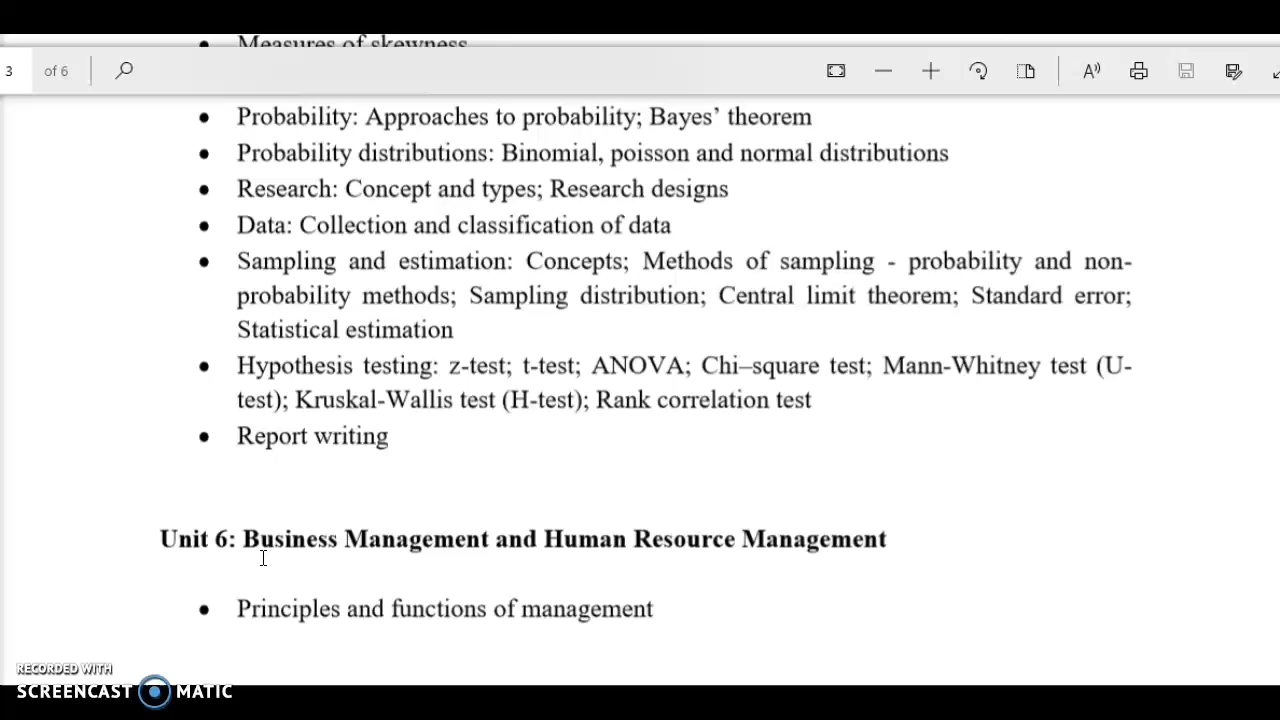 Measures of skewness
3 of 6
• Probability: Approaches to probability; Bayes’ theorem
• Probability distributions: Binomial, poisson and normal distributions
• Research: Concept and types; Research designs
• Data: Collection and classification of data
• Sampling and estimation: Concepts; Methods of sampling - probability and non-
probability methods; Sampling distribution; Central limit theorem; Standard error;
Statistical estimation
• Hypothesis testing: z-test; t-test; ANOVA; Chi–square test; Mann-Whitney test (U-
test); Kruskal-Wallis test (H-test); Rank correlation test
• Report writing
Unit 6: Business Management and Human Resource Management
• Principles and functions of management
RECORDED WITH
SCREENCAST MATIC